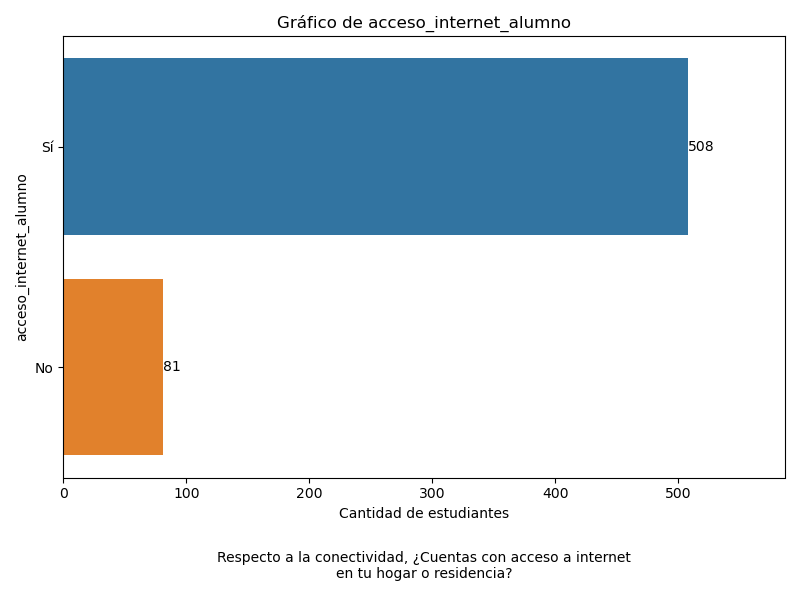 Gráfico de acceso_internet_alumno
acceso_internet_alumno
Sí
508
No
81
0 100 200 300 400 500
Cantidad de estudiantes
Respecto a la conectividad, ¿Cuentas con acceso a internet
en tu hogar o residencia?